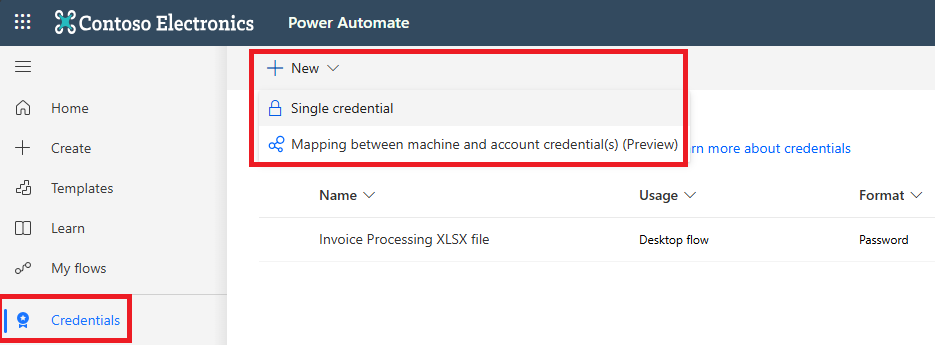 Contoso Electronics Power Automate
New
Home
Single credential
Create
Mapping between machine and account credential(s) (Preview)
rn more about credentials
Templates
Name Usage Format
Learn
Invoice Processing XLSX file Desktop flow Password
My flows
Credentials